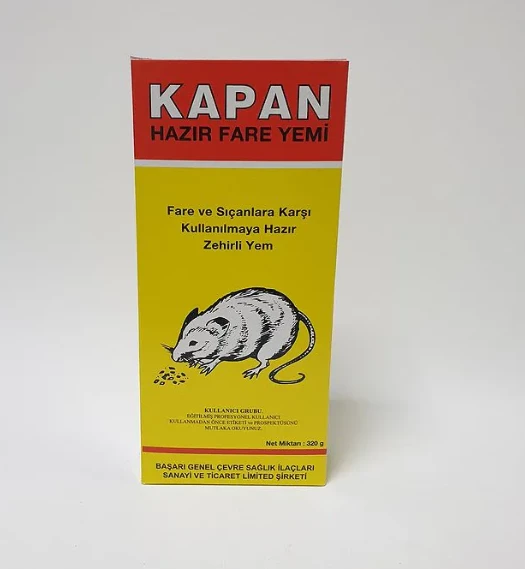 KAPAN
HAZIR FARE YEMİ
Fare ve Sıçanlara Karşı
Kullanılmaya Hazır
Zehirli Yem
KULLANICI GRUBU
EĞİTİLMİŞ PROFESYONEL KULLANICI
KULLANMADAN ÖNCE ETİKETİ ve PROSPEKTÜSÜNÜ
MUTLAKA OKUYUNUZ.
Net Miktarı : 320 g
BAŞARI GENEL ÇEVRE SAĞLIK İLAÇLARI
SANAYİ VE TİCARET LİMİTED ŞİRKETİ